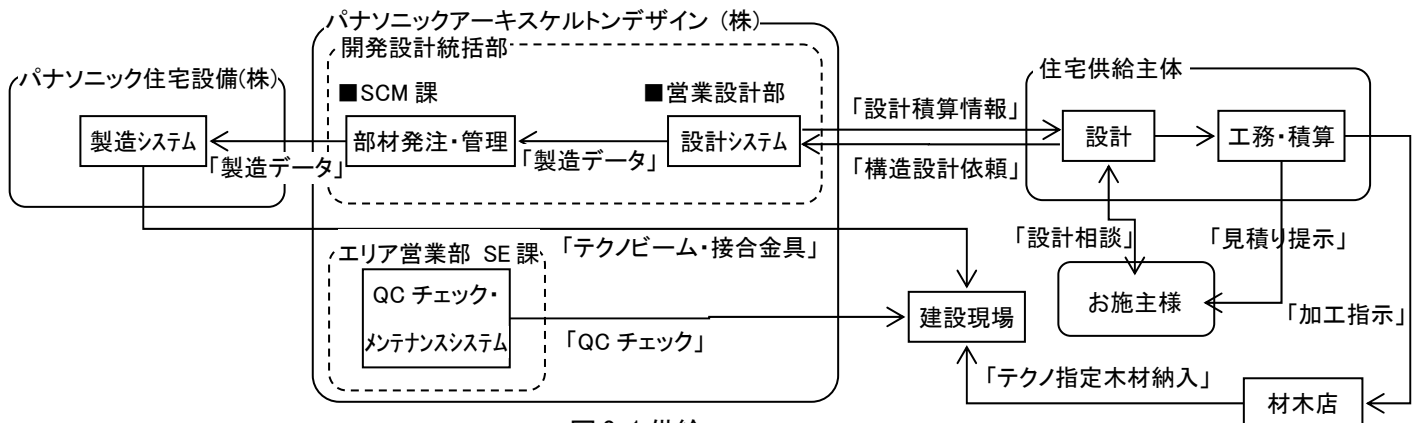 パナソニックアーキスケルトンデザイン (株)
開発設計統括部
パナソニック住宅設備(株)
住宅供給主体
■SCM 課
■営業設計部
「設計積算情報」
製造システム
部材発注・管理
設計システム
設計
工務・積算
「製造データ」
「製造データ」
「構造設計依頼」
「設計相談」
「見積り提示」
エリア営業部 SE 課
「テクノビーム・接合金具」
QC チェック・
メンテナンスシステム
建設現場
お施主様
「加工指示」
「QC チェック」
「テクノ指定木材納入」
材木店